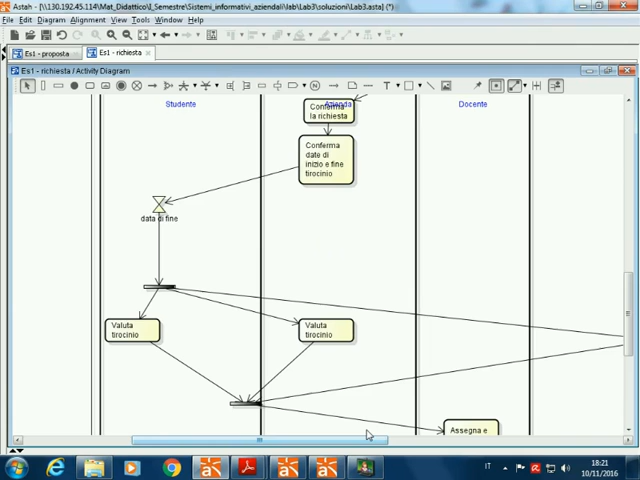 Astah - [\\130.192.45.114\Mat_Didattico\I_Semestre\Sistemi_informativi_aziendali\lab\Lab3\soluzioni\Lab3.asta] (*)
File Edit Diagram Alignment View Tools Window Help
Es1 - proposta
Es1 - richiesta
Es1 - richiesta / Activity Diagram
Studente
Azienda
Docente
Conferma
la richiesta
Conferma
date di
inizio e fine
tirocinio
data di fine
Valuta
tirocinio
Valuta
tirocinio
Assegna e
IT
18:21
10/11/2016